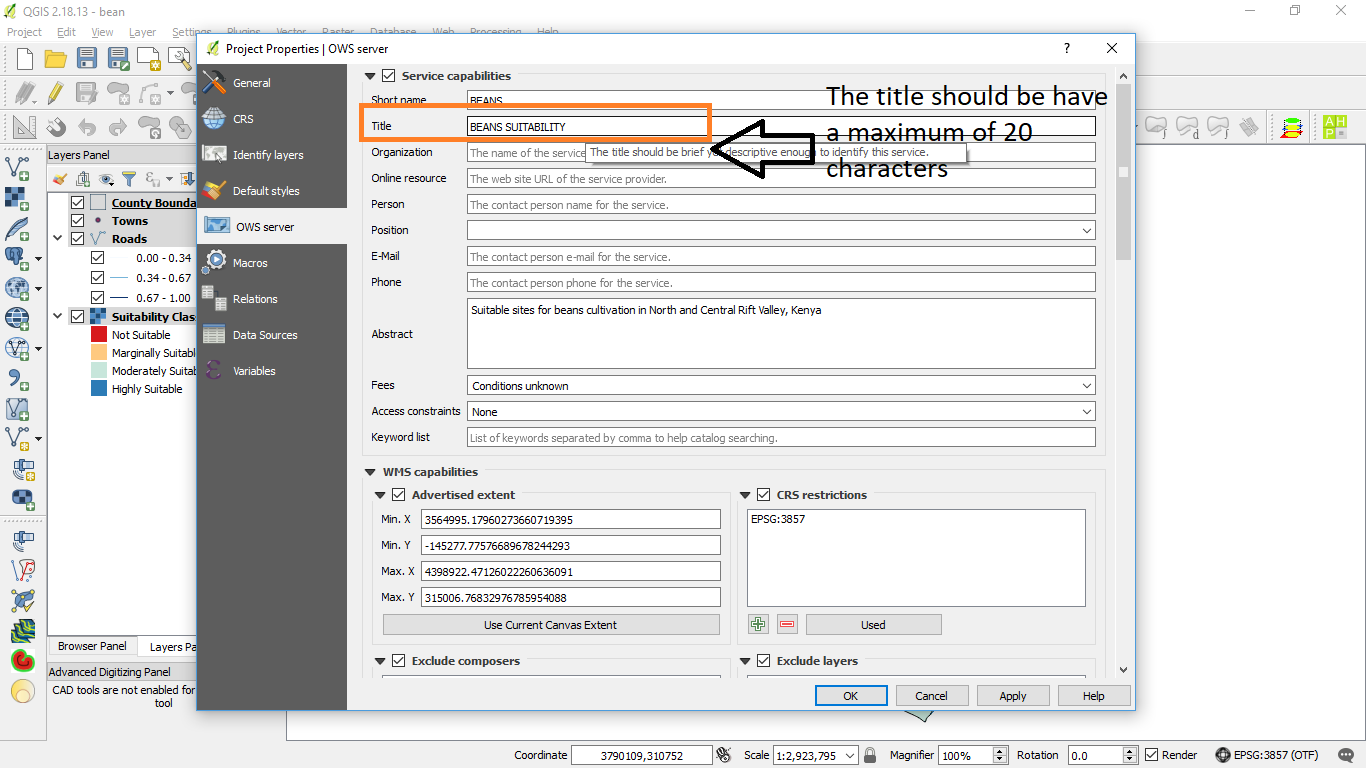 QGIS 2.18.13 - bean
Project Edit View Layer Settings Plugins Vector Raster Database Web Processing Help
Project Properties | OWS server
?
General
CRS
Identify layers
Default styles
OWS server
Macros
Relations
Data Sources
Variables
Service capabilities
Short name BEANS
Title BEANS SUITABILITY
Organization The name of the service
The title should be brief yet descriptive enough to identify this service.
The title should be have
a maximum of 20
characters
Online resource The web site URL of the service provider.
Person The contact person name for the service.
Position
E-Mail The contact person e-mail for the service.
Phone The contact person phone for the service.
Abstract Suitable sites for beans cultivation in North and Central Rift Valley, Kenya
Fees Conditions unknown
Access constraints None
Keyword list List of keywords separated by comma to help catalog searching.
WMS capabilities
Advertised extent
Min. X 3564995.17960273660719395
Min. Y -145277.77576689678244293
Max. X 4398922.47126022260636091
Max. Y 315006.76832976785954088
Use Current Canvas Extent
CRS restrictions
EPSG:3857
Used
Exclude composers
Exclude layers
OK Cancel Apply Help
Layers Panel
County Bounda
Towns
Roads
0.00 - 0.34
0.34 - 0.67
0.67 - 1.00
Suitability Clas
Not Suitable
Marginally Suitabl
Moderately Suitab
Highly Suitable
Browser Panel Layers Pa
Advanced Digitizing Panel
CAD tools are not enabled for
tool
AH
P
Coordinate 3790109,310752 Scale 1:2,923,795 Magnifier 100% Rotation 0.0 Render EPSG:3857 (OTF)